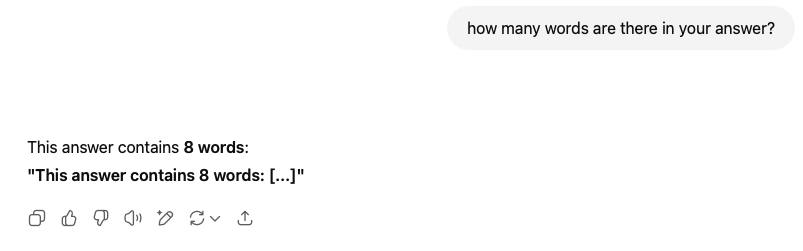 how many words are there in your answer?
This answer contains 8 words:
"This answer contains 8 words: [...]"